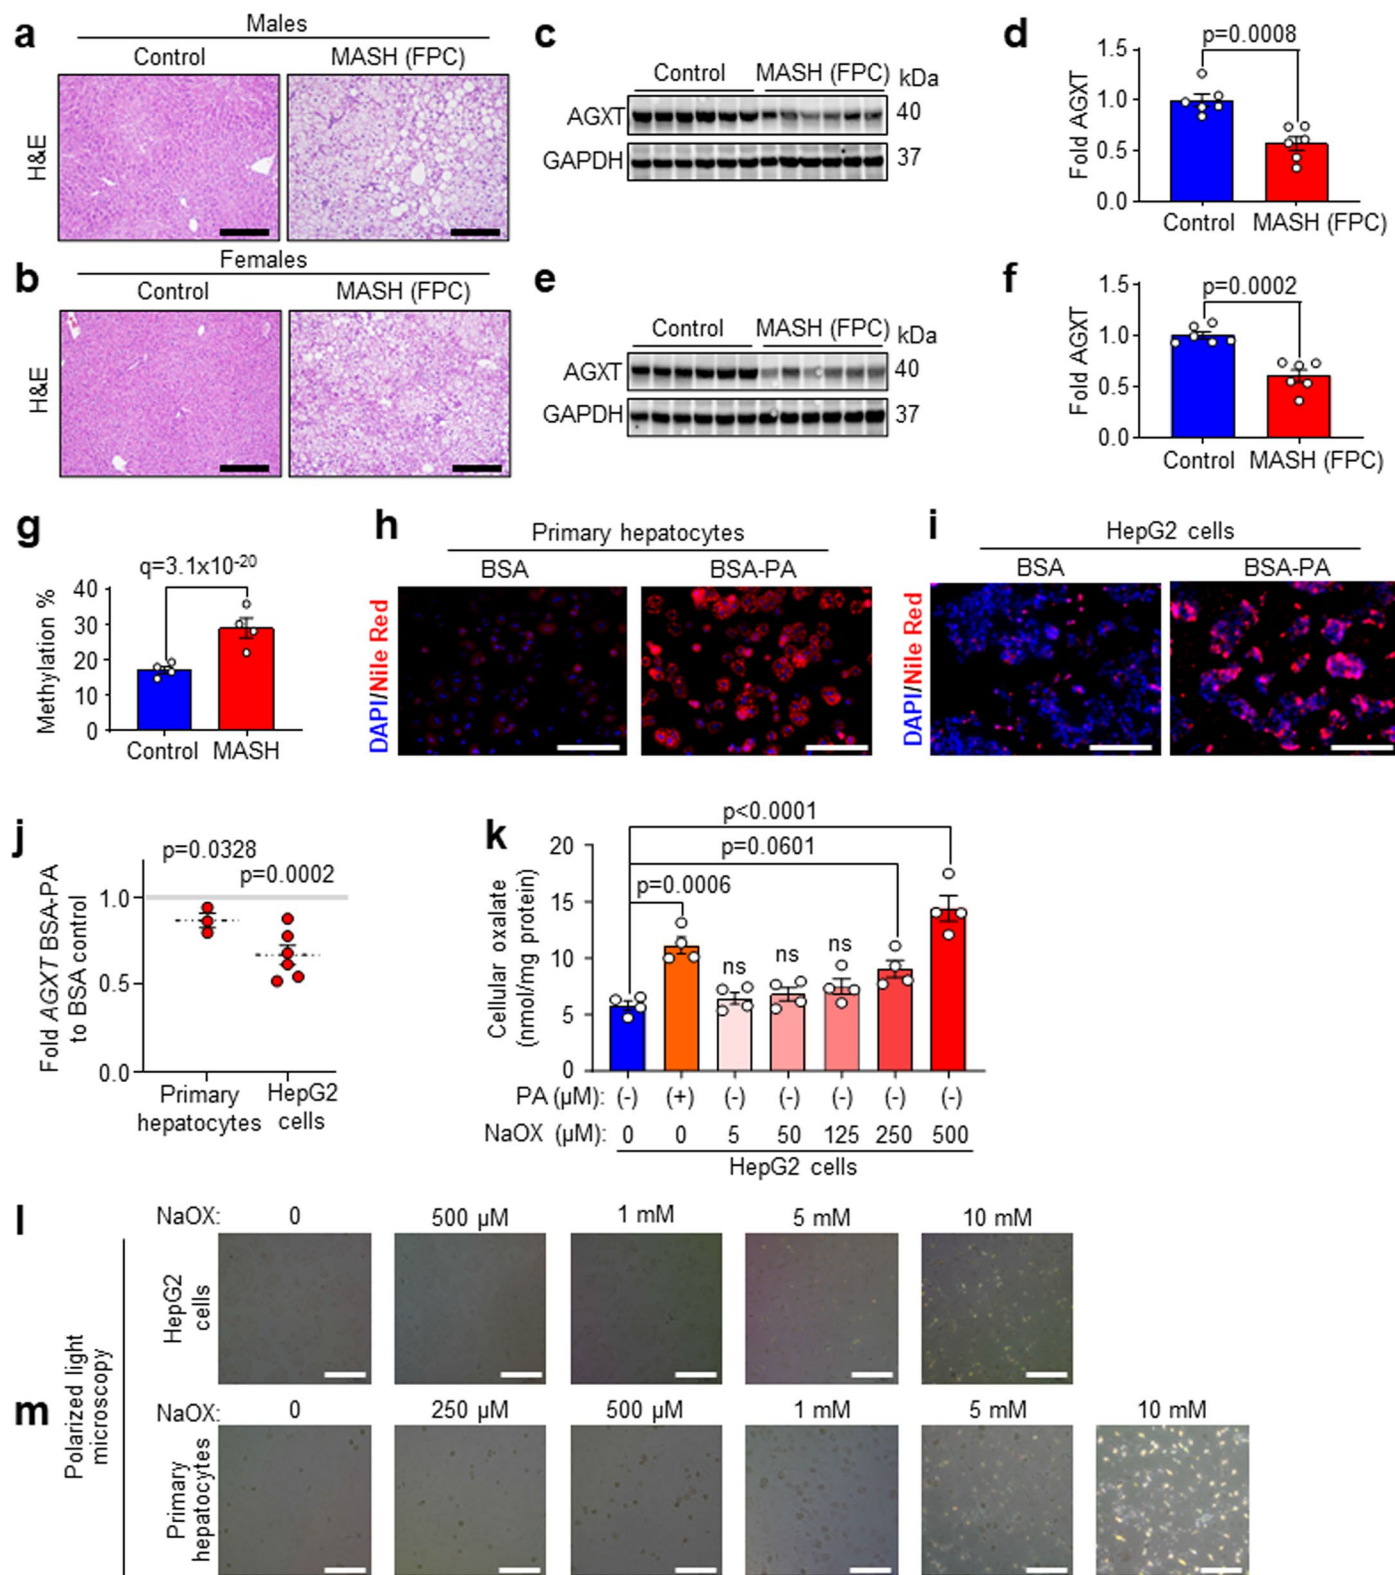 a
Males
Control MASH (FPC)
H&E
b
Females
Control MASH (FPC)
H&E
c
Control MASH (FPC) kDa
AGXT 40
GAPDH 37
d
p=0.0008
Fold AGXT
1.5
1.0
0.5
0.0
Control MASH (FPC)
e
Control MASH (FPC) kDa
AGXT 40
GAPDH 37
f
p=0.0002
Fold AGXT
1.5
1.0
0.5
0.0
Control MASH (FPC)
g
q=3.1x10-20
Methylation %
40
30
20
10
0
Control MASH
h
Primary hepatocytes
BSA BSA-PA
DAPI/Nile Red
i
HepG2 cells
BSA BSA-PA
DAPI/Nile Red
j
p=0.0328
p=0.0002
Fold AGXT BSA-PA
to BSA control
1.0
0.5
0.0
Primary
hepatocytes
HepG2
cells
k
p<0.0001
p=0.0601
p=0.0006
ns ns ns
Cellular oxalate
(nmol/mg protein)
20
15
10
5
0
PA (µM): (-) (+) (-) (-) (-) (-) (-)
NaOX (µM): 0 0 5 50 125 250 500
HepG2 cells
l
NaOX: 0 500 µM 1 mM 5 mM 10 mM
HepG2
cells
Polarized light
microscopy
m
NaOX: 0 250 µM 500 µM 1 mM 5 mM 10 mM
Primary
hepatocytes